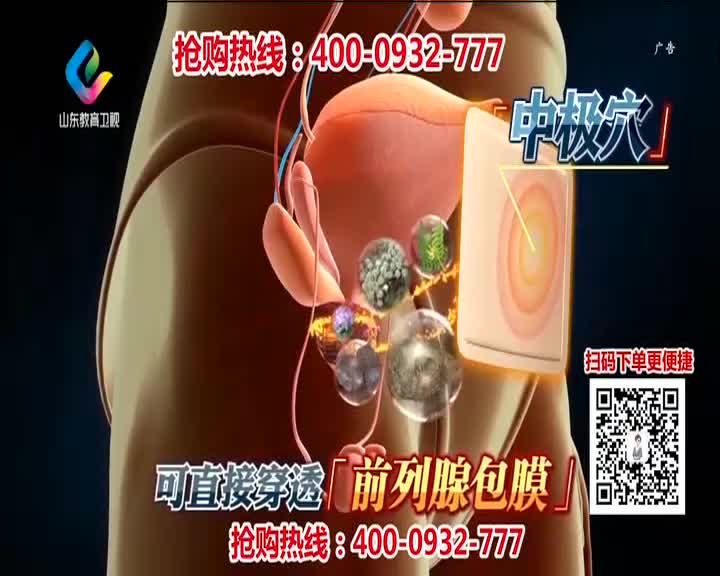 抢购热线：400-0932-777
广告
山东教育卫视
「中极穴」
扫码下单更便捷
可直接穿透「前列腺包膜」
抢购热线：400-0932-777